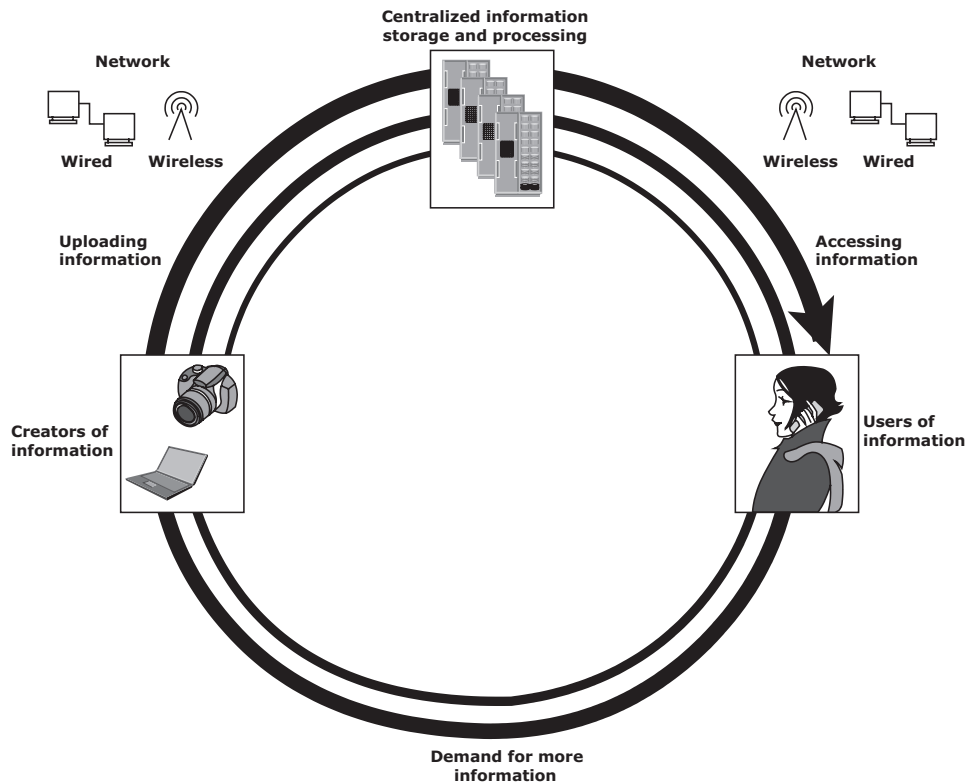 Centralized information
storage and processing
Network
Wired Wireless
Network
Wireless Wired
Uploading
information
Accessing
information
Creators of
information
Users of
information
Demand for more
information